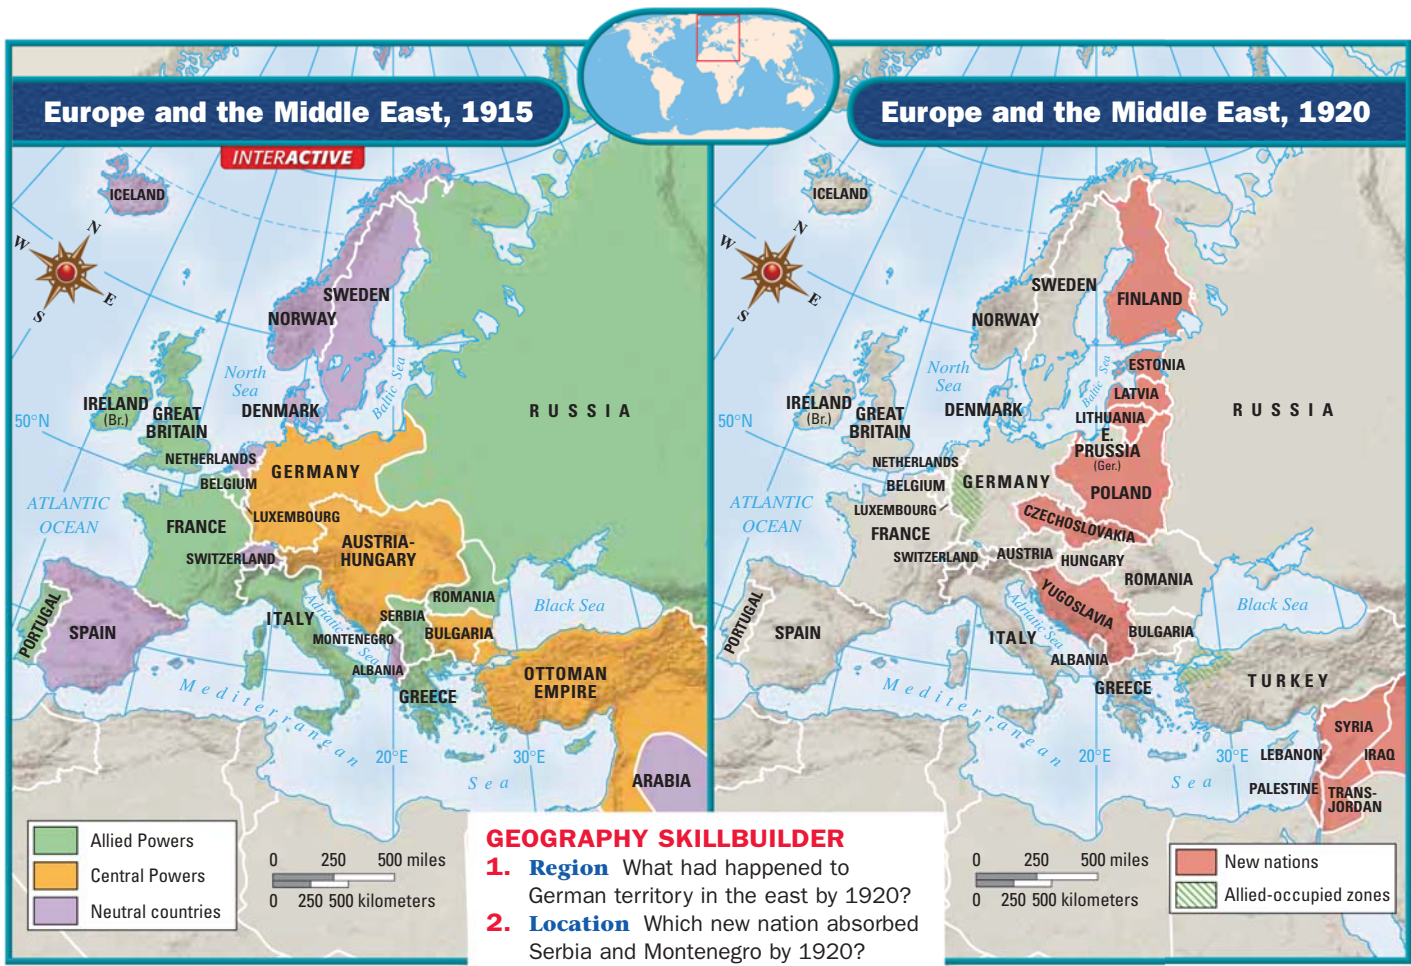 Europe and the Middle East, 1915
INTERACTIVE
ICELAND
N
W
E
S
SWEDEN
NORWAY
North
Sea
Baltic Sea
RUSSIA
IRELAND
(Br.)
GREAT
BRITAIN
DENMARK
50°N
NETHERLANDS
GERMANY
BELGIUM
ATLANTIC
OCEAN
LUXEMBOURG
FRANCE
AUSTRIA-
HUNGARY
SWITZERLAND
ROMANIA
Black Sea
PORTUGAL
SPAIN
ITALY
Adriatic Sea
SERBIA
MONTENEGRO
BULGARIA
ALBANIA
OTTOMAN
EMPIRE
GREECE
Mediterranean
Sea
20°E
30°E
ARABIA
Allied Powers
Central Powers
Neutral countries
0 250 500 miles
0 250 500 kilometers
Europe and the Middle East, 1920
ICELAND
N
W
E
S
SWEDEN
FINLAND
NORWAY
North
Sea
Baltic Sea
ESTONIA
LATVIA
LITHUANIA
RUSSIA
IRELAND
(Br.)
GREAT
BRITAIN
DENMARK
50°N
E.
PRUSSIA
(Ger.)
NETHERLANDS
GERMANY
BELGIUM
POLAND
ATLANTIC
OCEAN
LUXEMBOURG
FRANCE
CZECHOSLOVAKIA
SWITZERLAND
AUSTRIA
HUNGARY
ROMANIA
YUGOSLAVIA
Black Sea
PORTUGAL
SPAIN
ITALY
Adriatic Sea
BULGARIA
ALBANIA
GREECE
TURKEY
Mediterranean
Sea
20°E
30°E
SYRIA
LEBANON
IRAQ
PALESTINE
TRANS-
JORDAN
0 250 500 miles
0 250 500 kilometers
New nations
Allied-occupied zones
GEOGRAPHY SKILLBUILDER
1. Region What had happened to
German territory in the east by 1920?
2. Location Which new nation absorbed
Serbia and Montenegro by 1920?